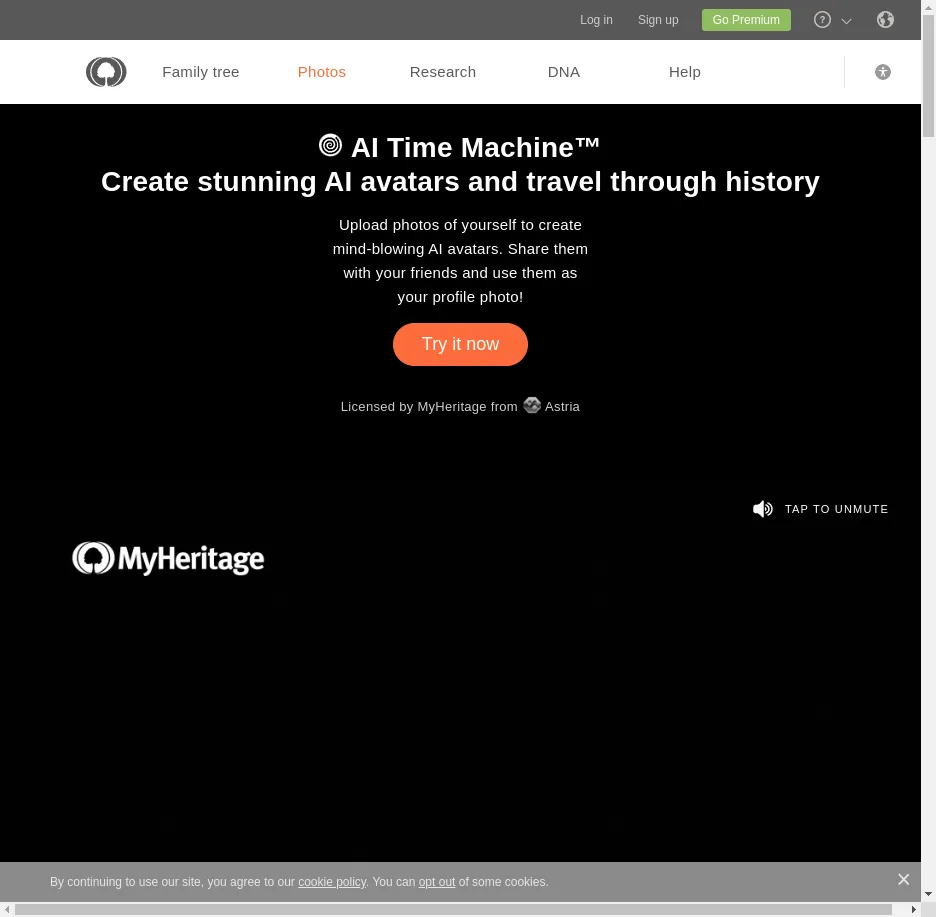 Log in Sign up Go Premium
Family tree Photos Research DNA Help
AI Time Machine™
Create stunning AI avatars and travel through history
Upload photos of yourself to create
mind-blowing AI avatars. Share them
with your friends and use them as
your profile photo!
Try it now
Licensed by MyHeritage from Astria
TAP TO UNMUTE
MyHeritage
By continuing to use our site, you agree to our cookie policy. You can opt out of some cookies.